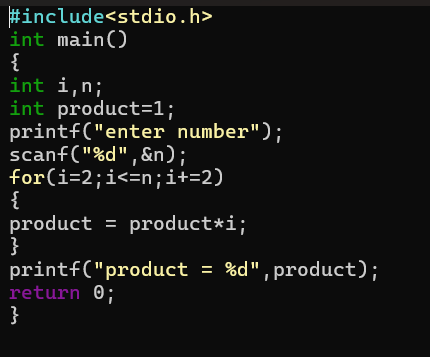 #include<stdio.h>
int main()
{
int i,n;
int product=1;
printf("enter number");
scanf("%d",&n);
for(i=2;i<=n;i+=2)
{
product = product*i;
}
printf("product = %d",product);
return 0;
}